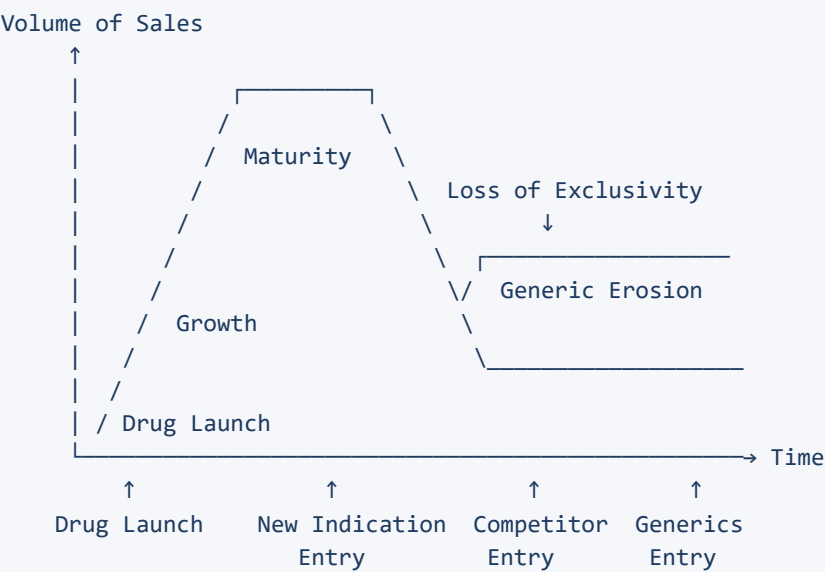 Volume of Sales
Maturity
Loss of Exclusivity
Generic Erosion
Growth
Drug Launch
Time
Drug Launch New Indication Competitor Generics
Entry Entry Entry